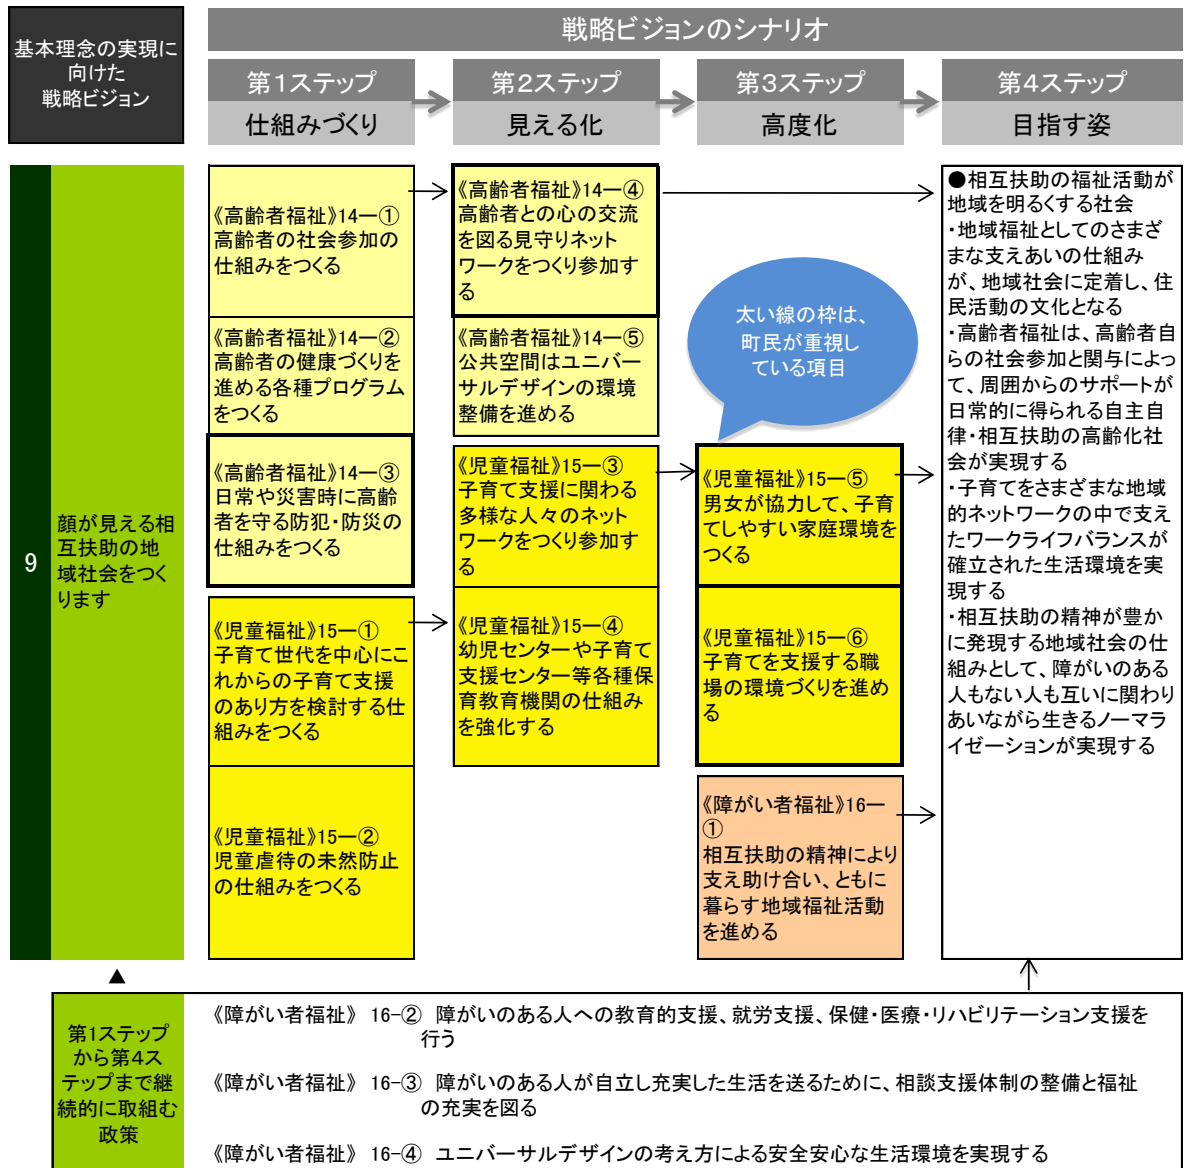 基本理念の実現に
向けた
戦略ビジョン
戦略ビジョンのシナリオ
第1ステップ
仕組みづくり
第2ステップ
見える化
第3ステップ
高度化
第4ステップ
目指す姿
9
顔が見える相
互扶助の地
域社会をつく
ります
《高齢者福祉》14ー①
高齢者の社会参加の
仕組みをつくる
《高齢者福祉》14ー②
高齢者の健康づくりを
進める各種プログラム
をつくる
《高齢者福祉》14ー③
日常や災害時に高齢
者を守る防犯・防災の
仕組みをつくる
《児童福祉》15ー①
子育て世代を中心にこ
れからの子育て支援
のあり方を検討する仕
組みをつくる
《児童福祉》15ー②
児童虐待の未然防止
の仕組みをつくる
《高齢者福祉》14ー④
高齢者との心の交流
を図る見守りネット
ワークをつくり参加す
る
《高齢者福祉》14ー⑤
公共空間はユニバー
サルデザインの環境
整備を進める
《児童福祉》15ー③
子育て支援に関わる
多様な人々のネット
ワークをつくり参加す
る
《児童福祉》15ー④
幼児センターや子育て
支援センター等各種保
育教育機関の仕組み
を強化する
太い線の枠は、
町民が重視し
ている項目
《児童福祉》15ー⑤
男女が協力して、子育
てしやすい家庭環境を
つくる
《児童福祉》15ー⑥
子育てを支援する職
場の環境づくりを進め
る
《障がい者福祉》16ー
①
相互扶助の精神により
支え助け合い、ともに
暮らす地域福祉活動
を進める
●相互扶助の福祉活動が
地域を明るくする社会
・地域福祉としてのさまざ
まな支えあいの仕組み
が、地域社会に定着し、住
民活動の文化となる
・高齢者福祉は、高齢者自
らの社会参加と関与によっ
て、周囲からのサポートが
日常的に得られる自主自
律・相互扶助の高齢化社
会が実現する
・子育てをさまざまな地域
的ネットワークの中で支え
たワークライフバランスが
確立された生活環境を実
現する
・相互扶助の精神が豊か
に発現する地域社会の仕
組みとして、障がいのある
人もない人も互いに関わり
あいながら生きるノーマラ
イゼーションが実現する
▲
第1ステップ
から第4ス
テップまで継
続的に取組む
政策
《障がい者福祉》 16-② 障がいのある人への教育的支援、就労支援、保健・医療・リハビリテーション支援を
行う
《障がい者福祉》 16-③ 障がいのある人が自立し充実した生活を送るために、相談支援体制の整備と福祉
の充実を図る
《障がい者福祉》 16-④ ユニバーサルデザインの考え方による安全安心な生活環境を実現する